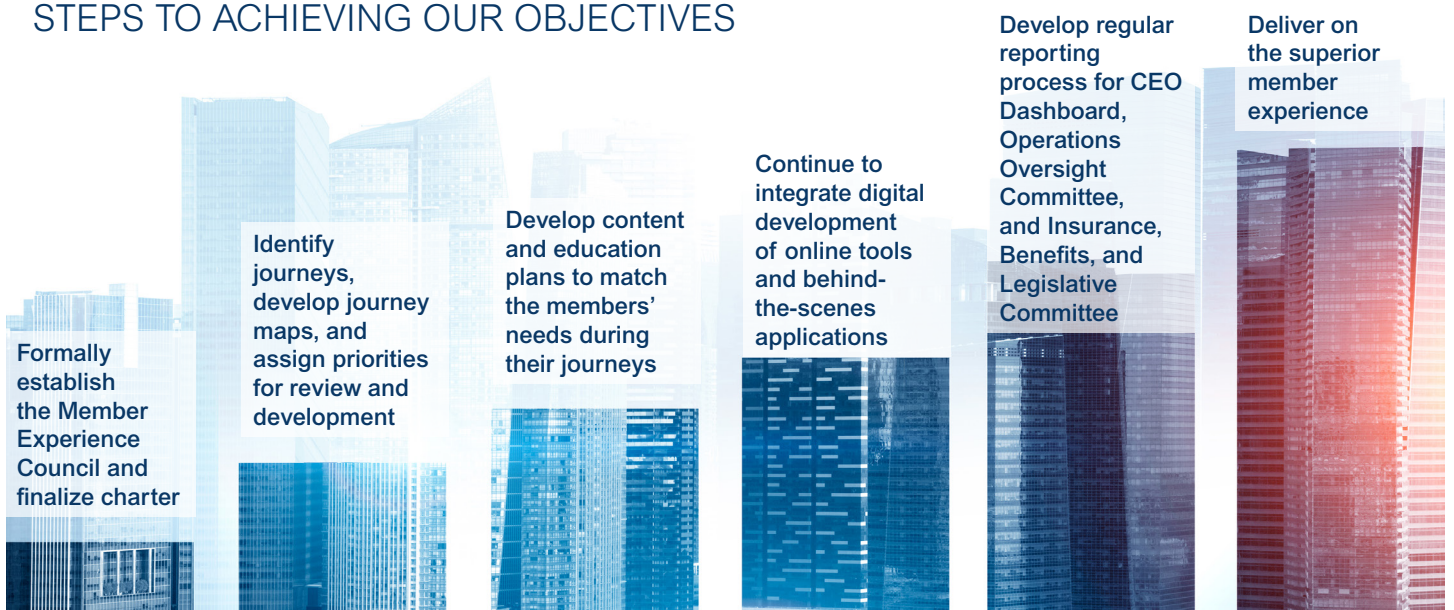 STEPS TO ACHIEVING OUR OBJECTIVES
Formally
establish
the Member
Experience
Council and
finalize charter
Identify
journeys,
develop journey
maps, and
assign priorities
for review and
development
Develop content
and education
plans to match
the members’
needs during
their journeys
Continue to
integrate digital
development
of online tools
and behind-
the-scenes
applications
Develop regular
reporting
process for CEO
Dashboard,
Operations
Oversight
Committee,
and Insurance,
Benefits, and
Legislative
Committee
Deliver on
the superior
member
experience